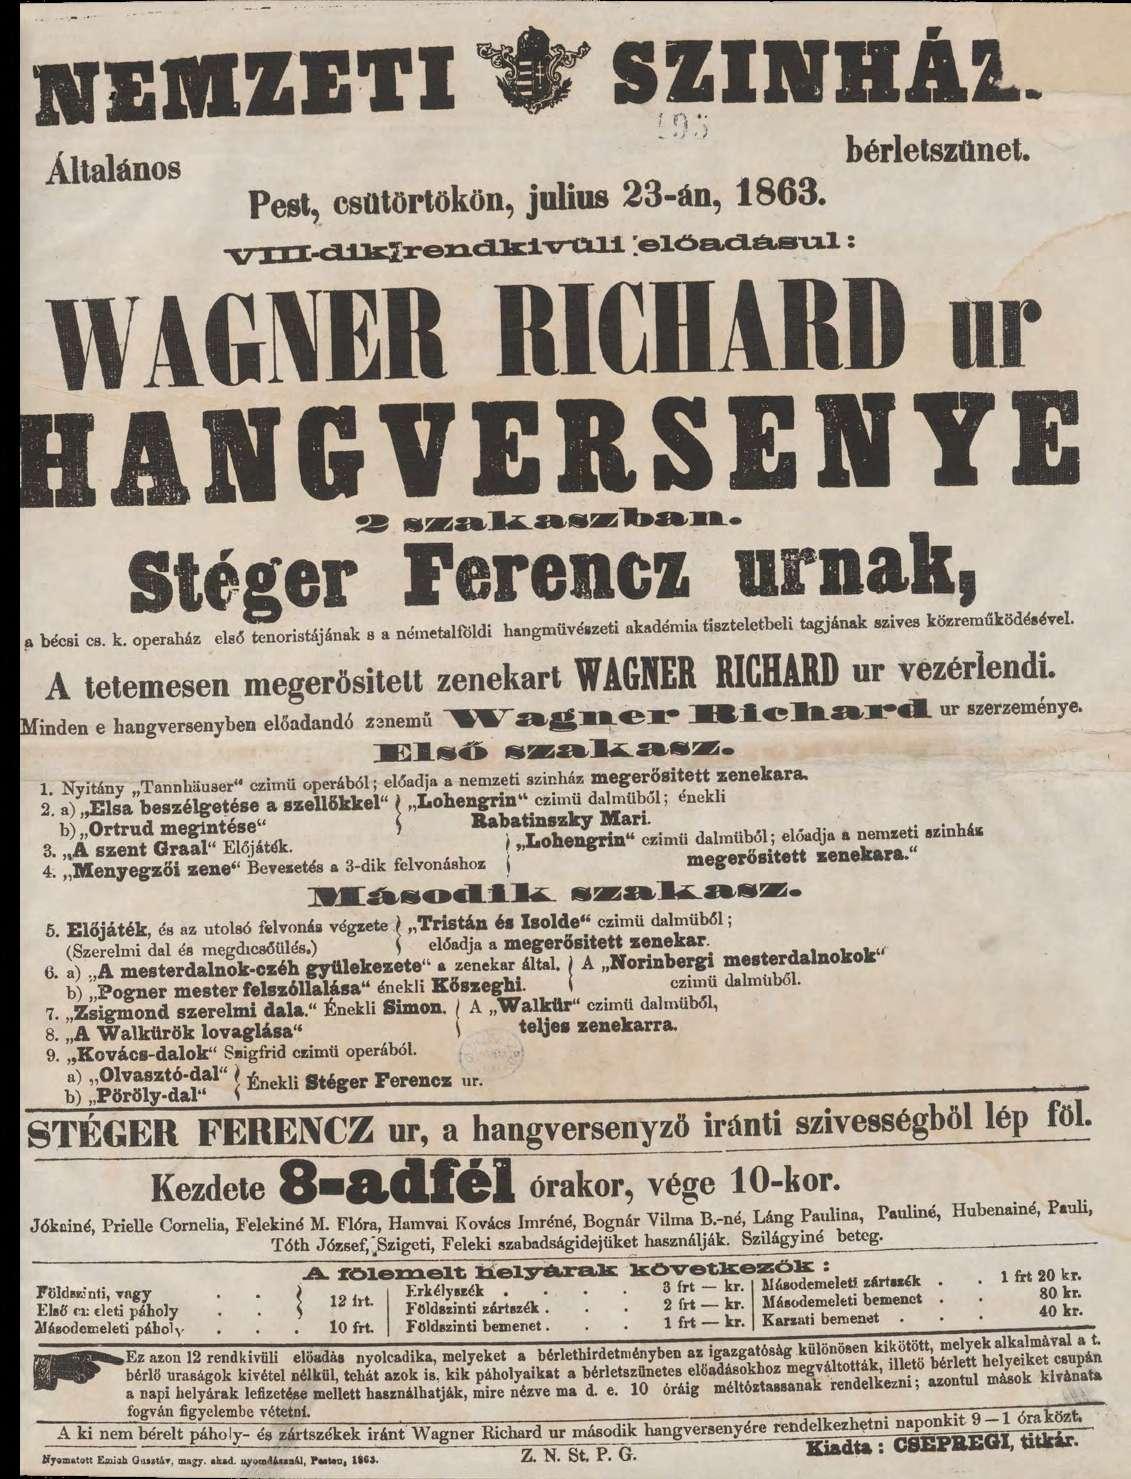 NEMZETI SZINHÁZ.
195
Általános bérletszünet.
Pest, csütörtökön, julius 23-án, 1863.
VIII-dik rendkivüli előadásul:
WAGNER RICHARD ur
HANGVERSENYE
2 szakaszban.
Stéger Ferencz urnak,
a bécsi cs. k. operaház első tenoristájának s a németalföldi hangmüvészeti akadémia tiszteletbeli tagjának szives közreműködésével.
A tetemesen megerősitett zenekart WAGNER RICHARD ur vezérlendi.
Minden e hangversenyben előadandó zenemű Wagner Richard ur szerzeménye.
Első szakasz.
1. Nyitány „Tannhäuser“ czimü operából; előadja a nemzeti szinház megerősitett zenekara.
2. a) „Elsa beszélgetése a szellőkkel“ „Lohengrin“ czimü dalmüből; énekli
b) „Ortrud megintése“ Rabatinszky Mari.
3. „A szent Graal“ Előjáték. „Lohengrin“ czimü dalmüből; előadja a nemzeti szinház
4. „Menyegzői zene“ Bevezetés a 3-dik felvonáshoz megerősitett zenekara.“
Második szakasz.
5. Előjáték, és az utolsó felvonás végzete „Tristán és Isolde“ czimü dalmüből;
(Szerelmi dal és megdicsőülés.) előadja a megerősitett zenekar.
6. a) „A mesterdalnok-czéh gyülekezete“ a zenekar által. A „Norinbergi mesterdalnokok“
b) „Pogner mester felszóllalása“ énekli Kőszeghi. czimü dalmüből.
7. „Zsigmond szerelmi dala.“ Énekli Simon. A „Walkür“ czimü dalmüből,
8. „A Walkürök lovaglása“ teljes zenekarra.
9. „Kovács-dalok“ Szigfrid czimü operából.
a) „Olvasztó-dal“ Énekli Stéger Ferencz ur.
b) „Pöröly-dal“
STÉGER FERENCZ ur, a hangversenyző iránti szivességből lép föl.
Kezdete 8-adfél órakor, vége 10-kor.
Jókainé, Prielle Cornelia, Felekiné M. Flóra, Hamvai Kovács Imréné, Bognár Vilma B.-né, Láng Paulina, Pauliné, Hubenainé, Pauli,
Tóth József, Szigeti, Feleki szabadságidejüket használják. Szilágyiné beteg.
A fölemelt helyárak következők:
Földszinti, vagy Erkélyszék . . . . 3 frt — kr. Másodemeleti zártszék . . 1 frt 20 kr.
Első emeleti páholy . . 12 frt. Földszinti zártszék . . . 2 frt — kr. Másodemeleti bemenet . . 80 kr.
Másodemeleti páholy . . . 10 frt. Földszinti bemenet . . . 1 frt — kr. Karzati bemenet . . . 40 kr.
Ez azon 12 rendkivüli előadás nyolcadika, melyeket a bérlethirdetményben az igazgatóság különösen kikötött, melyek alkalmával a t.
bérlő uraságok kivétel nélkül, tehát azok is, kik páholyaikat a bérletszünetes előadásokhoz megváltották, illető bérlett helyeiket csupán
a napi helyárak lefizetése mellett használhatják, mire nézve ma d. e. 10 óráig méltóztassanak rendelkezni; azontul mások kivánata
fogván figyelembe vétetni.
A ki nem bérelt páholy- és zártszékek iránt Wagner Richard ur második hangversenyére rendelkezhetni naponkit 9—1 óra közt.
Nyomatott Emich Gusztáv, magy. akad. nyomdásznál, Pesten, 1863. Z. N. St. P. G. Kiadta: CSEPREGI, titkár.